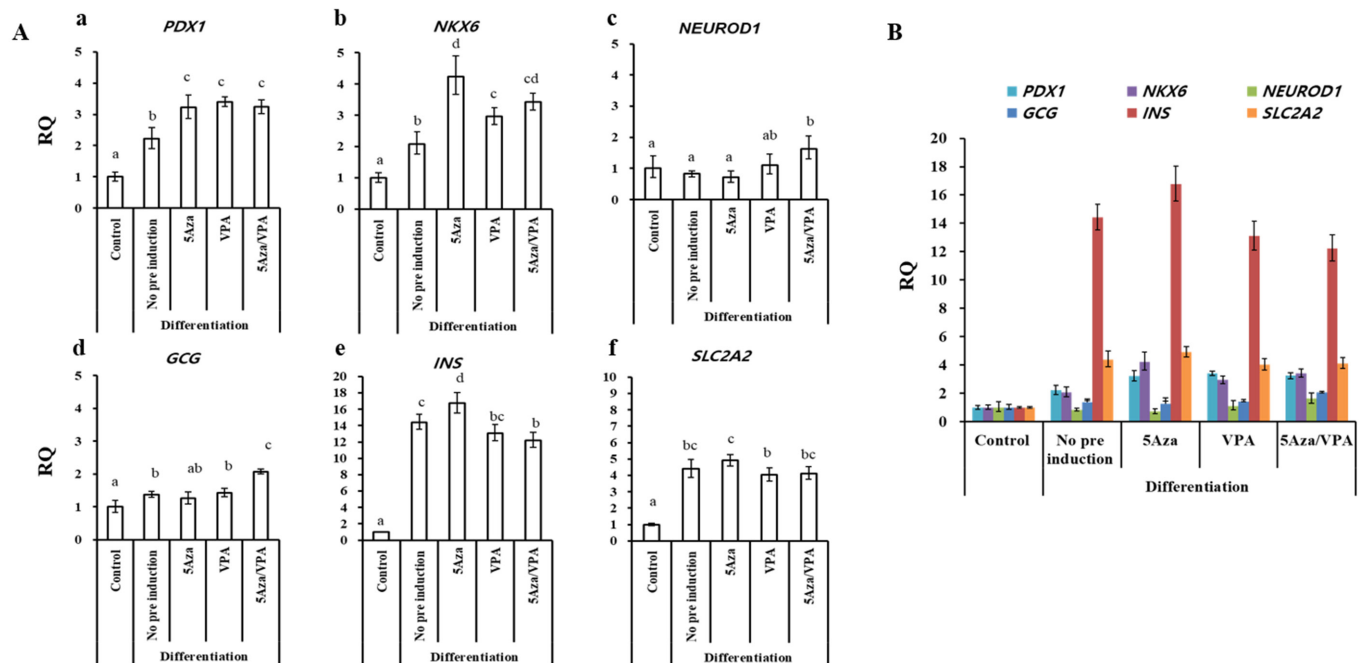 A
a
PDX1
RQ
5
4
3
2
1
0
a
b
c
c
c
Control
No pre induction
5Aza
VPA
5Aza/VPA
Differentiation
b
NKX6
5
4
3
2
1
0
a
b
d
c
cd
Control
No pre induction
5Aza
VPA
5Aza/VPA
Differentiation
c
NEUROD1
5
4
3
2
1
0
a
a
a
ab
b
Control
No pre induction
5Aza
VPA
5Aza/VPA
Differentiation
d
GCG
RQ
5
4
3
2
1
0
a
b
ab
b
c
Control
No pre induction
5Aza
VPA
5Aza/VPA
Differentiation
e
INS
20
18
16
14
12
10
8
6
4
2
0
a
c
d
bc
b
Control
No pre induction
5Aza
VPA
5Aza/VPA
Differentiation
f
SLC2A2
10
9
8
7
6
5
4
3
2
1
0
a
bc
c
b
bc
Control
No pre induction
5Aza
VPA
5Aza/VPA
Differentiation
B
PDX1 NKX6 NEUROD1
GCG INS SLC2A2
RQ
20
18
16
14
12
10
8
6
4
2
0
Control No pre 5Aza VPA 5Aza/VPA
induction
Differentiation